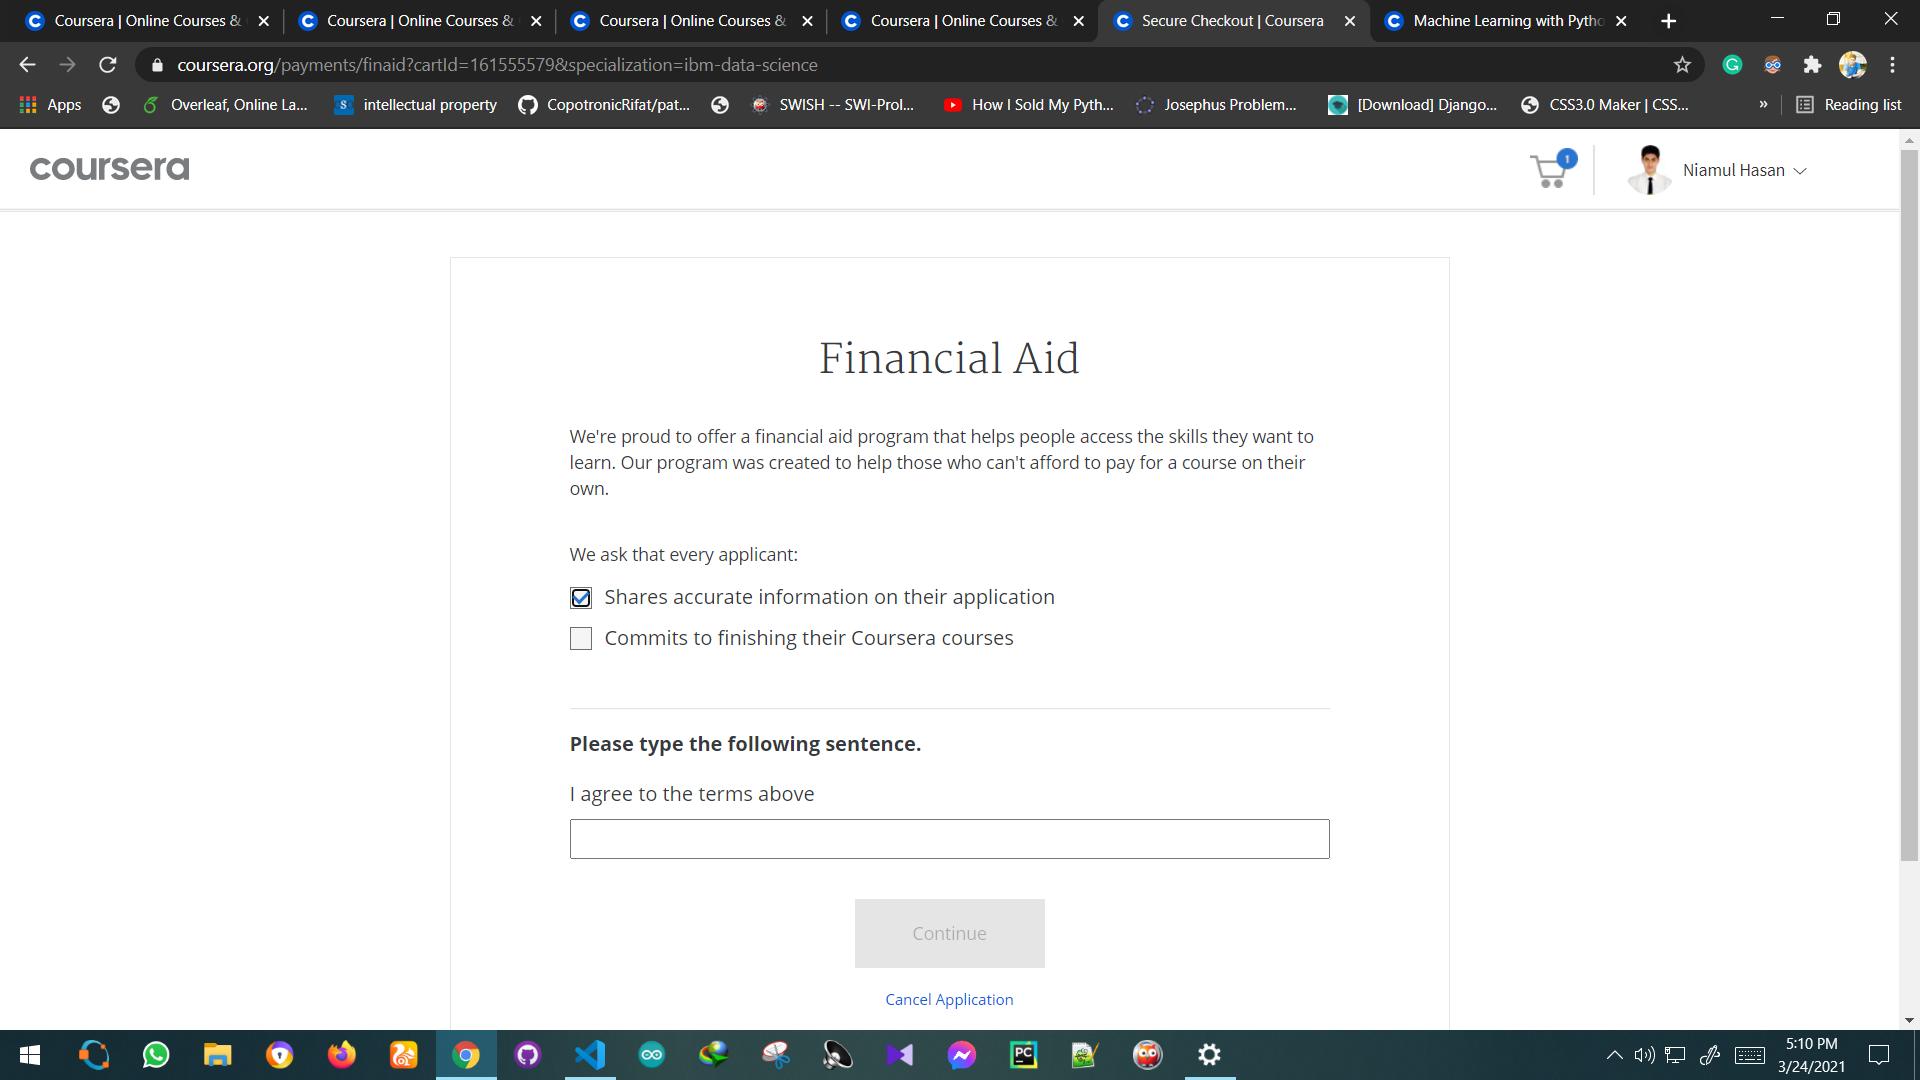 Coursera | Online Courses &
Coursera | Online Courses &
Coursera | Online Courses &
Coursera | Online Courses &
Secure Checkout | Coursera
Machine Learning with Pytho
coursera.org/payments/finaid?cartId=161555579&specialization=ibm-data-science
Apps
Overleaf, Online La...
intellectual property
CopotronicRifat/pat...
SWISH -- SWI-Prol...
How I Sold My Pyth...
Josephus Problem...
[Download] Django...
CSS3.0 Maker | CSS...
»
Reading list
coursera
1
Niamul Hasan
Financial Aid
We're proud to offer a financial aid program that helps people access the skills they want to
learn. Our program was created to help those who can't afford to pay for a course on their
own.
We ask that every applicant:
Shares accurate information on their application
Commits to finishing their Coursera courses
Please type the following sentence.
I agree to the terms above
Continue
Cancel Application
PC
5:10 PM
3/24/2021